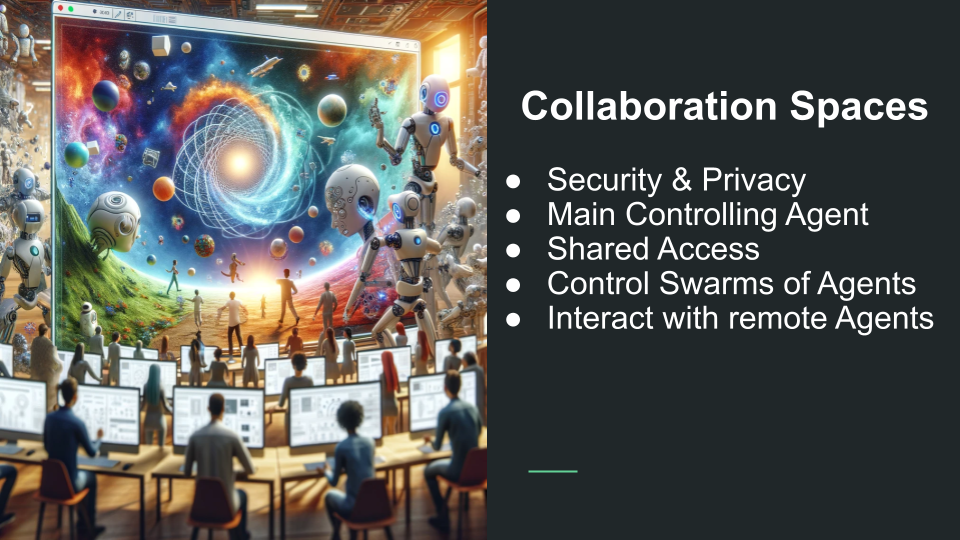 Collaboration Spaces
● Security & Privacy
● Main Controlling Agent
● Shared Access
● Control Swarms of Agents
● Interact with remote Agents